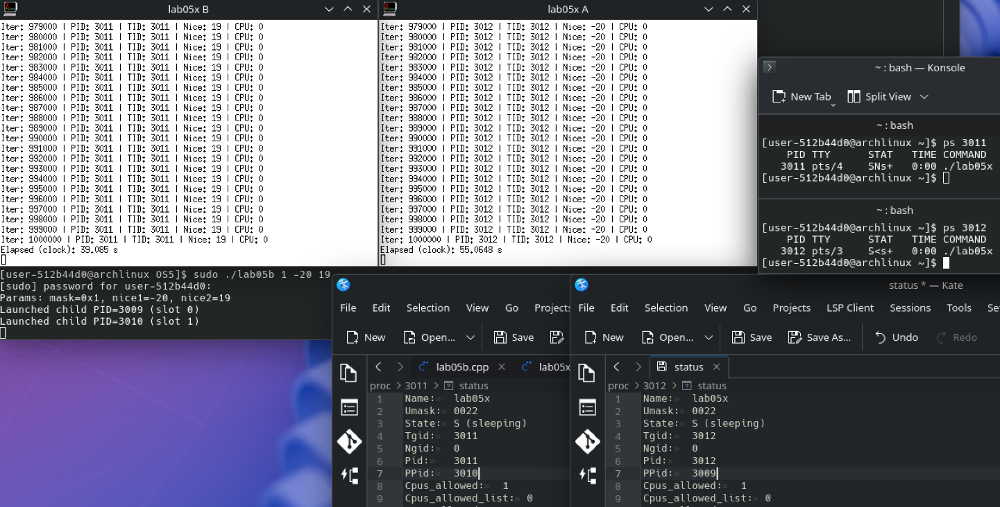 lab05x B
Iter: 979000 | PID: 3011 | TID: 3011 | Nice: 19 | CPU: 0
Iter: 980000 | PID: 3011 | TID: 3011 | Nice: 19 | CPU: 0
Iter: 981000 | PID: 3011 | TID: 3011 | Nice: 19 | CPU: 0
Iter: 982000 | PID: 3011 | TID: 3011 | Nice: 19 | CPU: 0
Iter: 983000 | PID: 3011 | TID: 3011 | Nice: 19 | CPU: 0
Iter: 984000 | PID: 3011 | TID: 3011 | Nice: 19 | CPU: 0
Iter: 985000 | PID: 3011 | TID: 3011 | Nice: 19 | CPU: 0
Iter: 986000 | PID: 3011 | TID: 3011 | Nice: 19 | CPU: 0
Iter: 987000 | PID: 3011 | TID: 3011 | Nice: 19 | CPU: 0
Iter: 988000 | PID: 3011 | TID: 3011 | Nice: 19 | CPU: 0
Iter: 989000 | PID: 3011 | TID: 3011 | Nice: 19 | CPU: 0
Iter: 990000 | PID: 3011 | TID: 3011 | Nice: 19 | CPU: 0
Iter: 991000 | PID: 3011 | TID: 3011 | Nice: 19 | CPU: 0
Iter: 992000 | PID: 3011 | TID: 3011 | Nice: 19 | CPU: 0
Iter: 993000 | PID: 3011 | TID: 3011 | Nice: 19 | CPU: 0
Iter: 994000 | PID: 3011 | TID: 3011 | Nice: 19 | CPU: 0
Iter: 995000 | PID: 3011 | TID: 3011 | Nice: 19 | CPU: 0
Iter: 996000 | PID: 3011 | TID: 3011 | Nice: 19 | CPU: 0
Iter: 997000 | PID: 3011 | TID: 3011 | Nice: 19 | CPU: 0
Iter: 998000 | PID: 3011 | TID: 3011 | Nice: 19 | CPU: 0
Iter: 999000 | PID: 3011 | TID: 3011 | Nice: 19 | CPU: 0
Iter: 1000000 | PID: 3011 | TID: 3011 | Nice: 19 | CPU: 0
Elapsed (clock): 39.085 s
lab05x A
Iter: 979000 | PID: 3012 | TID: 3012 | Nice: -20 | CPU: 0
Iter: 980000 | PID: 3012 | TID: 3012 | Nice: -20 | CPU: 0
Iter: 981000 | PID: 3012 | TID: 3012 | Nice: -20 | CPU: 0
Iter: 982000 | PID: 3012 | TID: 3012 | Nice: -20 | CPU: 0
Iter: 983000 | PID: 3012 | TID: 3012 | Nice: -20 | CPU: 0
Iter: 984000 | PID: 3012 | TID: 3012 | Nice: -20 | CPU: 0
Iter: 985000 | PID: 3012 | TID: 3012 | Nice: -20 | CPU: 0
Iter: 986000 | PID: 3012 | TID: 3012 | Nice: -20 | CPU: 0
Iter: 987000 | PID: 3012 | TID: 3012 | Nice: -20 | CPU: 0
Iter: 988000 | PID: 3012 | TID: 3012 | Nice: -20 | CPU: 0
Iter: 989000 | PID: 3012 | TID: 3012 | Nice: -20 | CPU: 0
Iter: 990000 | PID: 3012 | TID: 3012 | Nice: -20 | CPU: 0
Iter: 991000 | PID: 3012 | TID: 3012 | Nice: -20 | CPU: 0
Iter: 992000 | PID: 3012 | TID: 3012 | Nice: -20 | CPU: 0
Iter: 993000 | PID: 3012 | TID: 3012 | Nice: -20 | CPU: 0
Iter: 994000 | PID: 3012 | TID: 3012 | Nice: -20 | CPU: 0
Iter: 995000 | PID: 3012 | TID: 3012 | Nice: -20 | CPU: 0
Iter: 996000 | PID: 3012 | TID: 3012 | Nice: -20 | CPU: 0
Iter: 997000 | PID: 3012 | TID: 3012 | Nice: -20 | CPU: 0
Iter: 998000 | PID: 3012 | TID: 3012 | Nice: -20 | CPU: 0
Iter: 999000 | PID: 3012 | TID: 3012 | Nice: -20 | CPU: 0
Iter: 1000000 | PID: 3012 | TID: 3012 | Nice: -20 | CPU: 0
Elapsed (clock): 55.0648 s
~ : bash — Konsole
New Tab Split View
~ : bash
[user-512b44d0@archlinux ~]$ ps 3011
PID TTY STAT TIME COMMAND
3011 pts/4 SNs+ 0:00 ./lab05x
[user-512b44d0@archlinux ~]$
~ : bash
[user-512b44d0@archlinux ~]$ ps 3012
PID TTY STAT TIME COMMAND
3012 pts/3 S<s+ 0:00 ./lab05x
[user-512b44d0@archlinux ~]$
[user-512b44d0@archlinux OS5]$ sudo ./lab05b 1 -20 19
[sudo] password for user-512b44d0:
Params: mask=0x1, nice1=-20, nice2=19
Launched child PID=3009 (slot 0)
Launched child PID=3010 (slot 1)
File Edit Selection View Go Projects
New Open... Save
lab05b.cpp lab05x
proc > 3011 > status
1 Name: lab05x
2 Umask: 0022
3 State: S (sleeping)
4 Tgid: 3011
5 Ngid: 0
6 Pid: 3011
7 PPid: 3010
8 Cpus_allowed: 1
9 Cpus_allowed_list: 0
status * — Kate
File Edit Selection View Go Projects LSP Client Sessions Tools Se
New Open... Save Save As... Undo Redo
status
proc > 3012 > status
1 Name: lab05x
2 Umask: 0022
3 State: S (sleeping)
4 Tgid: 3012
5 Ngid: 0
6 Pid: 3012
7 PPid: 3009
8 Cpus_allowed: 1
9 Cpus_allowed_list: 0